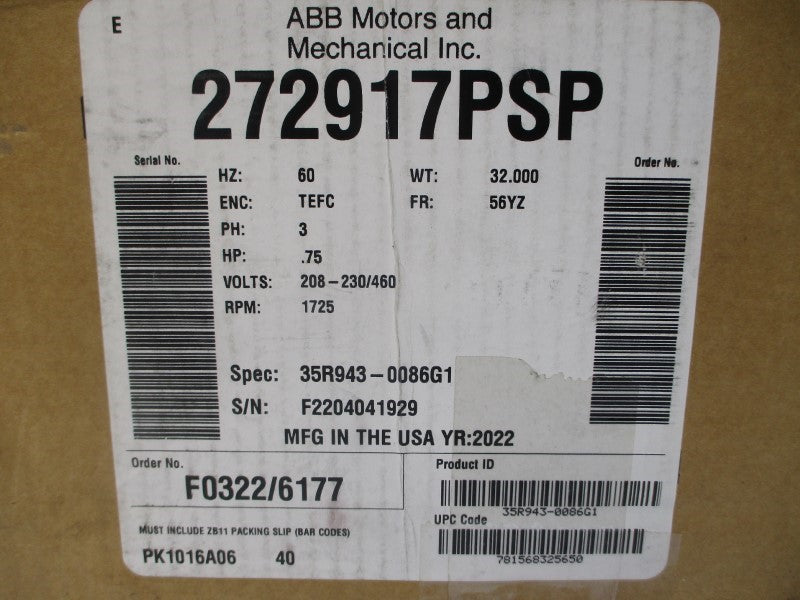 E
ABB Motors and
Mechanical Inc.
272917PSP
Serial No.
Order No.
HZ: 60 WT: 32.000
ENC: TEFC FR: 56YZ
PH: 3
HP: .75
VOLTS: 208-230/460
RPM: 1725
Spec: 35R943-0086G1
S/N: F2204041929
MFG IN THE USA YR:2022
Order No.
F0322/6177
Product ID
35R943-0086G1
UPC Code
781568325650
MUST INCLUDE ZB11 PACKING SLIP (BAR CODES)
PK1016A06 40